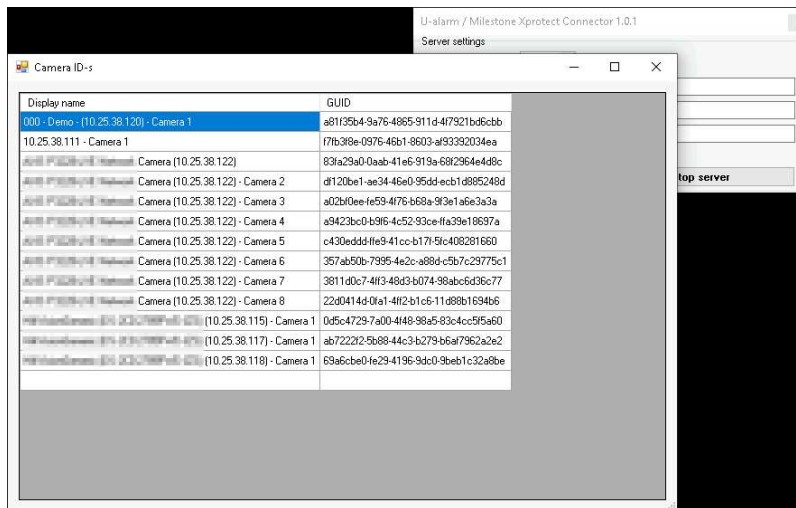 U-alarm / Milestone Xprotect Connector 1.0.1
Server settings
Camera ID-s
Display name GUID
000 - Demo - (10.25.38.120) - Camera 1 a81f35b4-9a76-4865-911d-4f7921bd6cbb
10.25.38.111 - Camera 1 f7fb3f8e-0976-46b1-8603-af93392034ea
Camera (10.25.38.122) 83fa29a0-0aab-41e6-919a-68f2964e4d8c
Camera (10.25.38.122) - Camera 2 df120be1-ae34-46e0-95dd-ecb1d885248d
Camera (10.25.38.122) - Camera 3 a02bf0ee-fe59-4f76-b68a-9f3e1a6e3a3a
Camera (10.25.38.122) - Camera 4 a9423bc0-b9f6-4c52-93ce-ffa39e18697a
Camera (10.25.38.122) - Camera 5 c430eddd-ffe9-41cc-b17f-5fc408281660
Camera (10.25.38.122) - Camera 6 357ab50b-7995-4e2c-a88d-c5b7c29775c1
Camera (10.25.38.122) - Camera 7 3811d0c7-4ff3-48d3-b074-98abc6d36c77
Camera (10.25.38.122) - Camera 8 22d0414d-0fa1-4ff2-b1c6-11d88b1694b6
(10.25.38.115) - Camera 1 0d5c4729-7a00-4f48-98a5-83c4cc5f5a60
(10.25.38.117) - Camera 1 ab7222f2-5b88-44c3-b279-b6af7962a2e2
(10.25.38.118) - Camera 1 69a6cbe0-fe29-4196-9dc0-9beb1c32a8be
top server